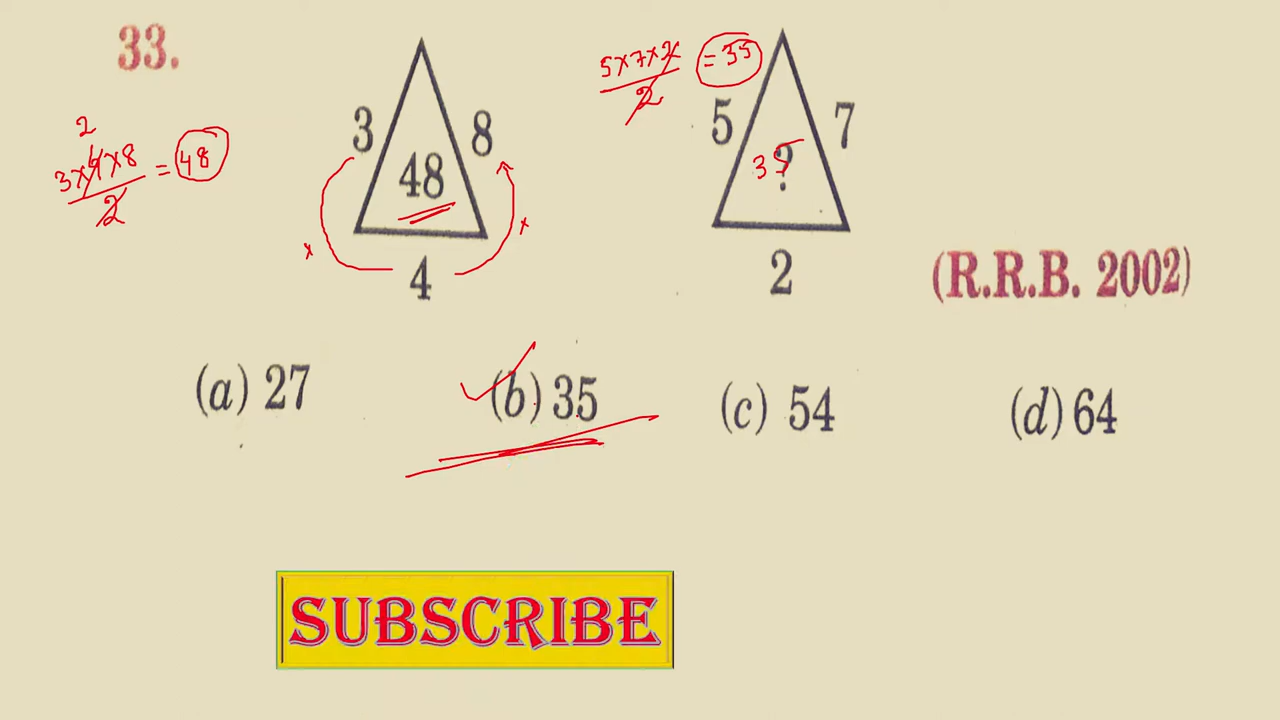 33.
3 8
48
4
3×4×8 / 2 = 48
2
5×7×2 / 2 = 35
5 7
? 35
2
(R.R.B. 2002)
(a) 27 (b) 35 (c) 54 (d) 64
SUBSCRIBE